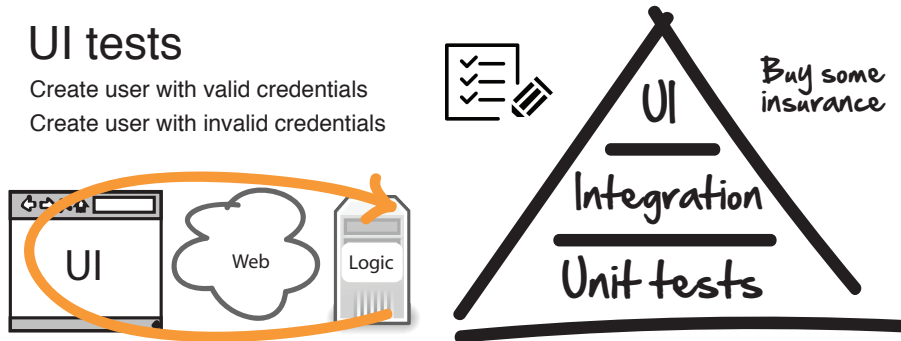 UI tests
Create user with valid credentials
Create user with invalid credentials
UI
Web
Logic
UI
Integration
Unit tests
Buy some
insurance